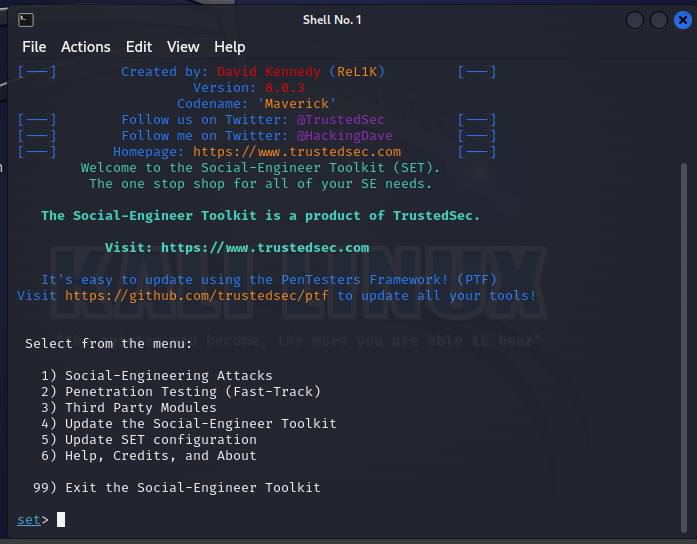 Shell No. 1
File Actions Edit View Help
[---] Created by: David Kennedy (ReL1K) [---]
Version: 8.0.3
Codename: 'Maverick'
[---] Follow us on Twitter: @TrustedSec [---]
[---] Follow me on Twitter: @HackingDave [---]
[---] Homepage: https://www.trustedsec.com [---]
Welcome to the Social-Engineer Toolkit (SET).
The one stop shop for all of your SE needs.
The Social-Engineer Toolkit is a product of TrustedSec.
Visit: https://www.trustedsec.com
It's easy to update using the PenTesters Framework! (PTF)
Visit https://github.com/trustedsec/ptf to update all your tools!
KALI LINUX
become, the more you are able to hear"
Select from the menu:
1) Social-Engineering Attacks
2) Penetration Testing (Fast-Track)
3) Third Party Modules
4) Update the Social-Engineer Toolkit
5) Update SET configuration
6) Help, Credits, and About
99) Exit the Social-Engineer Toolkit
set>